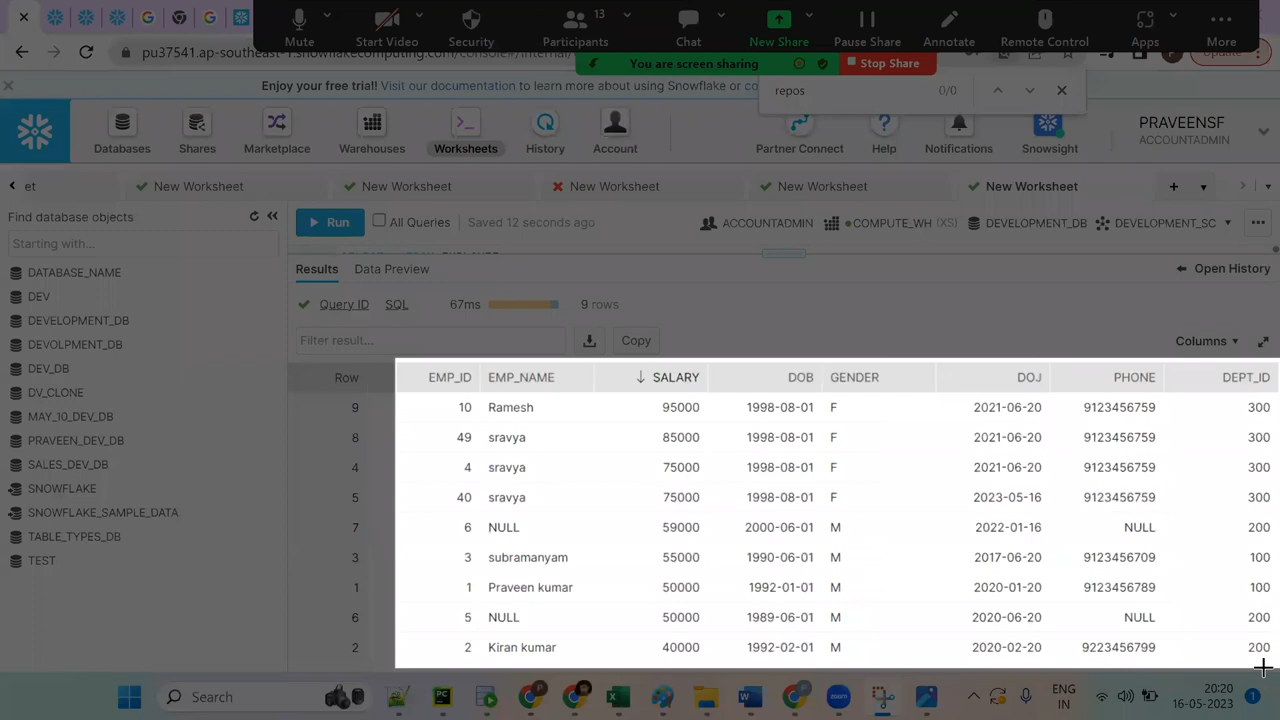 Mute
Start Video
Security
Participants
13
Chat
New Share
Pause Share
Annotate
Remote Control
Apps
More
You are screen sharing
Stop Share
repos
0/0
Enjoy your free trial! Visit our documentation to learn more about using Snowflake or
Databases
Shares
Marketplace
Warehouses
Worksheets
History
Account
Partner Connect
Help
Notifications
Snowsight
PRAVEENSF
ACCOUNTADMIN
et
New Worksheet
New Worksheet
New Worksheet
New Worksheet
New Worksheet
Find database objects
Starting with...
DATABASE_NAME
DEV
DEVELOPMENT_DB
DEVOLPMENT_DB
DEV_DB
DV_CLONE
MAY_10_DEV_DB
PRAVEEN_DEV_DB
SALES_DEV_DB
SNOWFLAKE
SNOWFLAKE_SAMPLE_DATA
TABLE_TYPES_DB
TEST
Run
All Queries
Saved 12 seconds ago
ACCOUNTADMIN
COMPUTE_WH (XS)
DEVELOPMENT_DB
DEVELOPMENT_SC
Results
Data Preview
Open History
Query ID
SQL
67ms
9 rows
Filter result...
Copy
Columns
Row EMP_ID EMP_NAME SALARY DOB GENDER DOJ PHONE DEPT_ID
9 10 Ramesh 95000 1998-08-01 F 2021-06-20 9123456759 300
8 49 sravya 85000 1998-08-01 F 2021-06-20 9123456759 300
4 4 sravya 75000 1998-08-01 F 2021-06-20 9123456759 300
5 40 sravya 75000 1998-08-01 F 2023-05-16 9123456759 300
7 6 NULL 59000 2000-06-01 M 2022-01-16 NULL 200
3 3 subramanyam 55000 1990-06-01 M 2017-06-20 9123456709 100
1 1 Praveen kumar 50000 1992-01-01 M 2020-01-20 9123456789 100
6 5 NULL 50000 1989-06-01 M 2020-06-20 NULL 200
2 2 Kiran kumar 40000 1992-02-01 M 2020-02-20 9223456799 200
Search
ENG
IN
20:20
16-05-2023
1